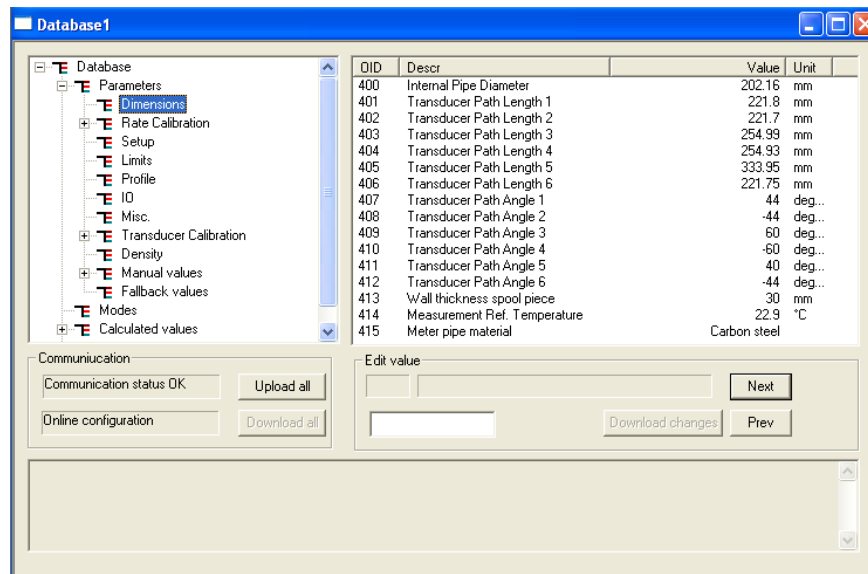 Database1
Database
Parameters
Dimensions
Rate Calibration
Setup
Limits
Profile
IO
Misc.
Transducer Calibration
Density
Manual values
Fallback values
Modes
Calculated values
OID Descr Value Unit
400 Internal Pipe Diameter 202.16 mm
401 Transducer Path Length 1 221.8 mm
402 Transducer Path Length 2 221.7 mm
403 Transducer Path Length 3 254.99 mm
404 Transducer Path Length 4 254.93 mm
405 Transducer Path Length 5 333.95 mm
406 Transducer Path Length 6 221.75 mm
407 Transducer Path Angle 1 44 deg...
408 Transducer Path Angle 2 -44 deg...
409 Transducer Path Angle 3 60 deg...
410 Transducer Path Angle 4 -60 deg...
411 Transducer Path Angle 5 40 deg...
412 Transducer Path Angle 6 -44 deg...
413 Wall thickness spool piece 30 mm
414 Measurement Ref. Temperature 22.9 °C
415 Meter pipe material Carbon steel
Communiucation
Communication status OK Upload all
Online configuration Download all
Edit value
Next
Download changes Prev